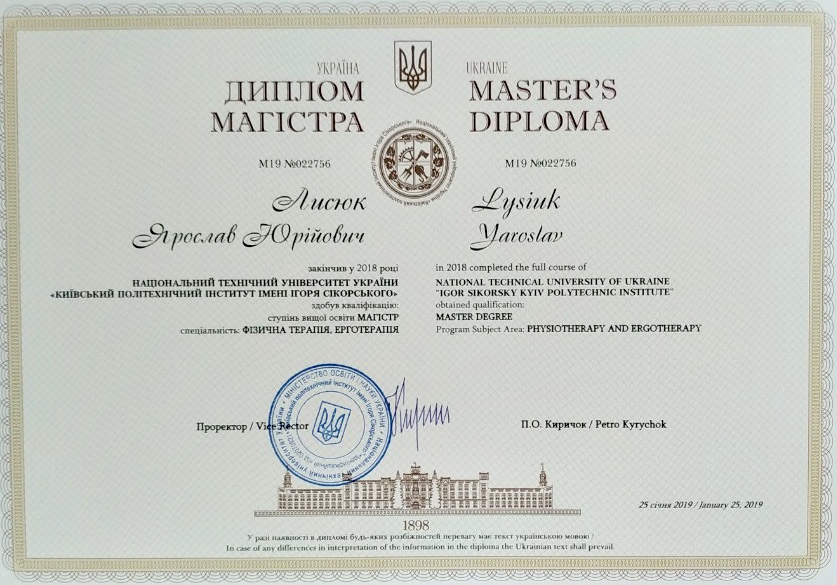 УКРАЇНА
ДИПЛОМ
МАГІСТРА
М19 №022756
Лисюк
Ярослав Юрійович
закінчив у 2018 році
НАЦІОНАЛЬНИЙ ТЕХНІЧНИЙ УНІВЕРСИТЕТ УКРАЇНИ
«КИЇВСЬКИЙ ПОЛІТЕХНІЧНИЙ ІНСТИТУТ ІМЕНІ ІГОРЯ СІКОРСЬКОГО»
здобув кваліфікацію:
ступінь вищої освіти МАГІСТР
спеціальність: ФІЗИЧНА ТЕРАПІЯ, ЕРГОТЕРАПІЯ
UKRAINE
MASTER'S
DIPLOMA
M19 №022756
Lysiuk
Yaroslav
in 2018 completed the full course of
NATIONAL TECHNICAL UNIVERSITY OF UKRAINE
"IGOR SIKORSKY KYIV POLYTECHNIC INSTITUTE"
obtained qualification:
MASTER DEGREE
Program Subject Area: PHYSIOTHERAPY AND ERGOTHERAPY
МІНІСТЕРСТВО ОСВІТИ І НАУКИ УКРАЇНИ
Проректор / Vice Rector
П.О. Киричок / Petro Kyrychok
25 січня 2019 / January 25, 2019
1898
У разі наявності в дипломі будь-яких розбіжностей перевагу має текст українською мовою /
In case of any differences in interpretation of the information in the diploma the Ukrainian text shall prevail.